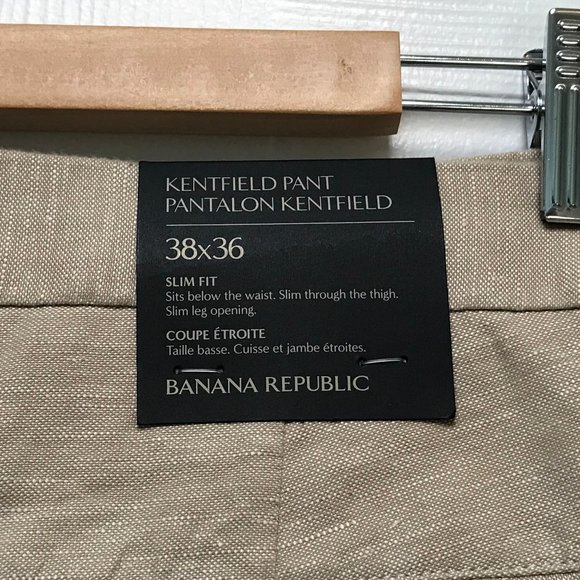 KENTFIELD PANT
PANTALON KENTFIELD
38x36
SLIM FIT
Sits below the waist. Slim through the thigh.
Slim leg opening.
COUPE ÉTROITE
Taille basse. Cuisse et jambe étroites.
BANANA REPUBLIC